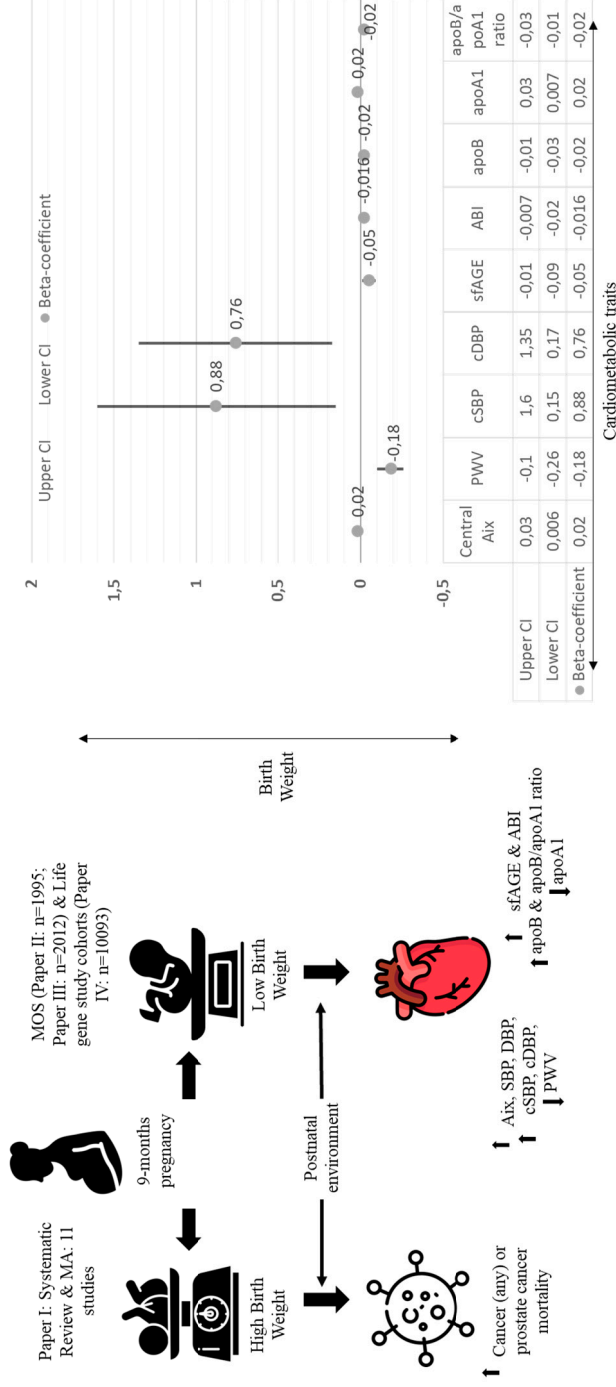 Paper I: Systematic
Review & MA: 11
studies
9-months
pregnancy
MOS (Paper II: n=1995;
Paper III: n=2012) & Life
gene study cohorts (Paper
IV: n=10093)
High Birth
Weight
Low Birth
Weight
Postnatal
environment
Cancer (any) or
prostate cancer
mortality
Aix, SBP, DBP,
cSBP, cDBP,
PWV
sfAGE & ABI
apoB & apoB/apoA1 ratio
apoA1
Birth
Weight
Upper CI Lower CI Beta-coefficient
2
1,5
1
0,5
0
-0,5
0,02
-0,18
0,88
0,76
-0,05
-0,016
-0,02
0,02
-0,02
Central
Aix
PWV
cSBP
cDBP
sfAGE
ABI
apoB
apoA1
apoB/a
poA1
ratio
Upper CI 0,03 -0,1 1,6 1,35 -0,01 -0,007 -0,01 0,03 -0,03
Lower CI 0,006 -0,26 0,15 0,17 -0,09 -0,02 -0,03 0,007 -0,01
Beta-coefficient 0,02 -0,18 0,88 0,76 -0,05 -0,016 -0,02 0,02 -0,02
Cardiometabolic traits